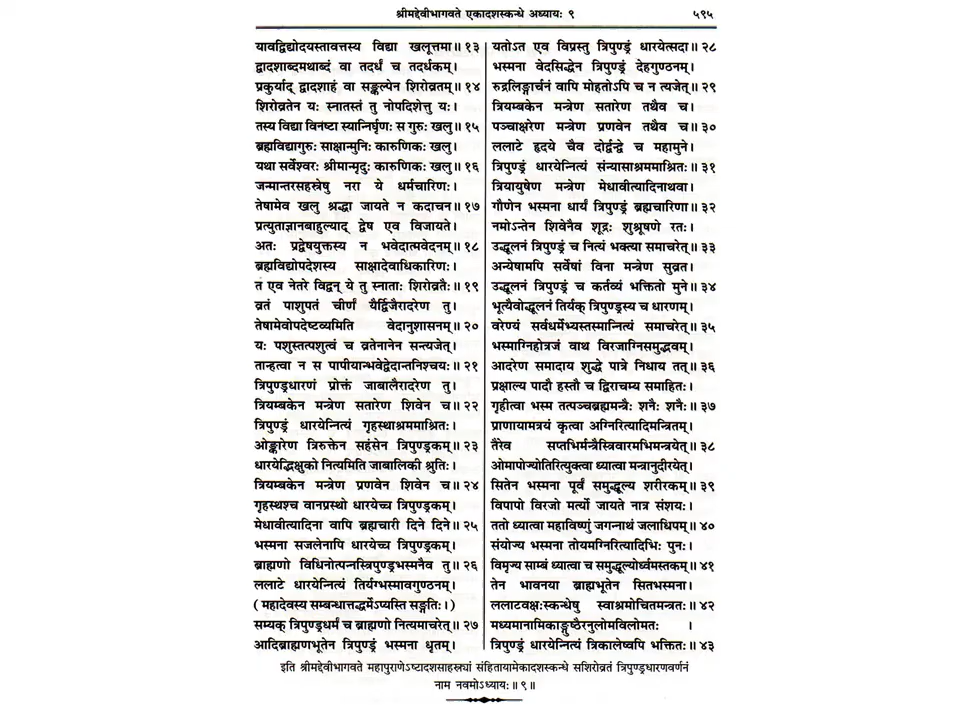 श्रीमद्देवीभागवते एकादशस्कन्धे अध्यायः ९
५९५
यावद्विद्योदयस्तावत्तस्य विद्या खलूत्तमा॥ १३
द्वादशाब्दमथाब्दं वा तदर्धं च तदर्धकम्।
प्रकुर्याद् द्वादशाहं वा सङ्कल्पेन शिरोव्रतम्॥ १४
शिरोव्रतेन यः स्नातस्तं तु नोपदिशेत्तु यः।
तस्य विद्या विनष्टा स्यान्निर्घृणः स गुरुः खलु॥ १५
ब्रह्मविद्यागुरुः साक्षान्मुनिः कारुणिकः खलु।
यथा सर्वेश्वरः श्रीमान्मृदुः कारुणिकः खलु॥ १६
जन्मान्तरसहस्रेषु नरा ये धर्मचारिणः।
तेषामेव खलु श्रद्धा जायते न कदाचन॥ १७
प्रत्युताज्ञानबाहुल्याद् द्वेष एव विजायते।
अतः प्रद्वेषयुक्तस्य न भवेदात्मवेदनम्॥ १८
ब्रह्मविद्योपदेशस्य साक्षादेवाधिकारिणः।
त एव नेतरे विद्वन् ये तु स्नाताः शिरोव्रतैः॥ १९
व्रतं पाशुपतं चीर्णं यैर्द्विजैरादरेण तु।
तेषामेवोपदेष्टव्यमिति वेदानुशासनम्॥ २०
यः पशुस्तत्पशुत्वं च व्रतेनानेन सन्त्यजेत्।
तान्हत्वा न स पापीयान्भवेद्वेदान्तनिश्चयः॥ २१
त्रिपुण्ड्रधारणं प्रोक्तं जाबालैरादरेण तु।
त्रियम्बकेन मन्त्रेण सतारेण शिवेन च॥ २२
त्रिपुण्ड्रं धारयेन्नित्यं गृहस्थाश्रममाश्रितः।
ओङ्कारेण त्रिरुक्तेन सहंसेन त्रिपुण्ड्रकम्॥ २३
धारयेद्भिक्षुको नित्यमिति जाबालिकी श्रुतिः।
त्रियम्बकेन मन्त्रेण प्रणवेन शिवेन च॥ २४
गृहस्थश्च वानप्रस्थो धारयेच्च त्रिपुण्ड्रकम्।
मेधावीत्यादिना वापि ब्रह्मचारी दिने दिने॥ २५
भस्मना सजलेनापि धारयेच्च त्रिपुण्ड्रकम्।
ब्राह्मणो विधिनोत्पन्नस्त्रिपुण्ड्रभस्मनैव तु॥ २६
ललाटे धारयेन्नित्यं तिर्यग्भस्मावगुण्ठनम्।
( महादेवस्य सम्बन्धात्तद्धर्मेऽप्यस्ति सङ्गतिः।)
सम्यक् त्रिपुण्ड्रधर्मं च ब्राह्मणो नित्यमाचरेत्॥ २७
आदिब्राह्मणभूतेन त्रिपुण्ड्रं भस्मना धृतम्।
यतोऽत एव विप्रस्तु त्रिपुण्ड्रं धारयेत्सदा॥ २८
भस्मना वेदसिद्धेन त्रिपुण्ड्रं देहगुण्ठनम्।
रुद्रलिङ्गार्चनं वापि मोहतोऽपि च न त्यजेत्॥ २९
त्रियम्बकेन मन्त्रेण सतारेण तथैव च।
पञ्चाक्षरेण मन्त्रेण प्रणवेन तथैव च॥ ३०
ललाटे हृदये चैव दोर्द्वन्द्वे च महामुने।
त्रिपुण्ड्रं धारयेन्नित्यं संन्यासाश्रममाश्रितः॥ ३१
त्रियायुषेण मन्त्रेण मेधावीत्यादिनाथवा।
गौणेन भस्मना धार्यं त्रिपुण्ड्रं ब्रह्मचारिणा॥ ३२
नमोऽन्तेन शिवेनैव शूद्रः शुश्रूषणे रतः।
उद्धूलनं त्रिपुण्ड्रं च नित्यं भक्त्या समाचरेत्॥ ३३
अन्येषामपि सर्वेषां विना मन्त्रेण सुव्रत।
उद्धूलनं त्रिपुण्ड्रं च कर्तव्यं भक्तितो मुने॥ ३४
भूत्यैवोद्धूलनं तिर्यक् त्रिपुण्ड्रस्य च धारणम्।
वरेण्यं सर्वधर्मेभ्यस्तस्मान्नित्यं समाचरेत्॥ ३५
भस्माग्निहोत्रजं वाथ विरजाग्निसमुद्भवम्।
आदरेण समादाय शुद्धे पात्रे निधाय तत्॥ ३६
प्रक्षाल्य पादौ हस्तौ च द्विराचम्य समाहितः।
गृहीत्वा भस्म तत्पञ्चब्रह्ममन्त्रैः शनैः शनैः॥ ३७
प्राणायामत्रयं कृत्वा अग्निरित्यादिमन्त्रितम्।
तैरेव सप्तभिर्मन्त्रैस्त्रिवारमभिमन्त्रयेत्॥ ३८
ओमापोज्योतिरित्युक्त्वा ध्यात्वा मन्त्रानुदीरयेत्।
सितेन भस्मना पूर्वं समुद्धूल्य शरीरकम्॥ ३९
विपापो विरजो मर्त्यो जायते नात्र संशयः।
ततो ध्यात्वा महाविष्णुं जगन्नाथं जलाधिपम्॥ ४०
संयोज्य भस्मना तोयमग्निरित्यादिभिः पुनः।
विमृज्य साम्बं ध्यात्वा च समुद्धूल्योर्ध्वमस्तकम्॥ ४१
तेन भावनया ब्राह्मभूतेन सितभस्मना।
ललाटवक्षःस्कन्धेषु स्वाश्रमोचितमन्त्रतः॥ ४२
मध्यमानामिकाङ्गुष्ठैरनुलोमविलोमतः ।
त्रिपुण्ड्रं धारयेन्नित्यं त्रिकालेष्वपि भक्तितः॥ ४३
इति श्रीमद्देवीभागवते महापुराणेऽष्टादशसाहस्र्यां संहितायामेकादशस्कन्धे सशिरोव्रतं त्रिपुण्ड्रधारणवर्णनं
नाम नवमोऽध्यायः॥ ९॥